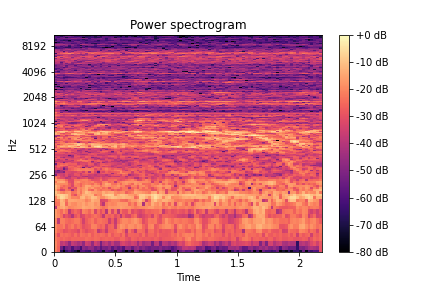 Power spectrogram
+0 dB
8192
-10 dB
4096
-20 dB
2048
-30 dB
1024
Hz
512
-40 dB
256
-50 dB
128
-60 dB
64
-70 dB
0
-80 dB
0 0.5 1 1.5 2
Time